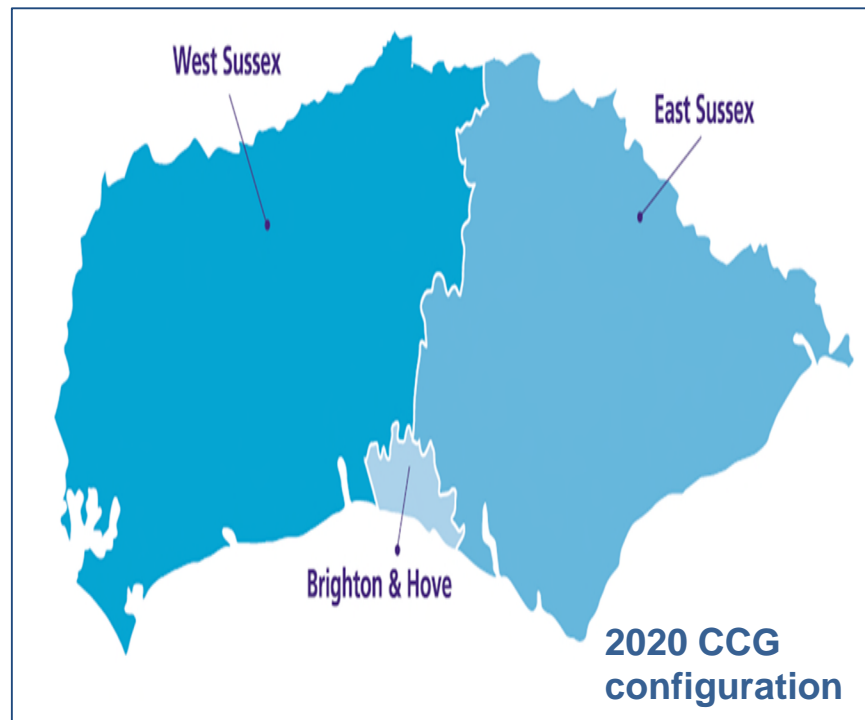 West Sussex
East Sussex
Brighton & Hove
2020 CCG
configuration